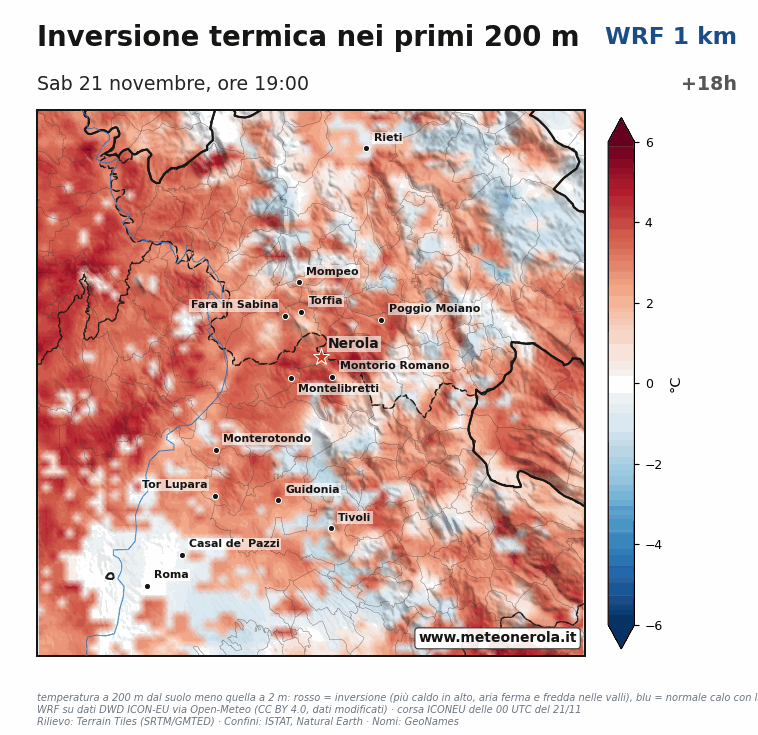 Inversione termica nei primi 200 m
WRF 1 km
Sab 21 novembre, ore 19:00
+18h
Rieti
Mompeo
Fara in Sabina
Toffia
Poggio Moiano
Nerola
Montorio Romano
Montelibretti
Monterotondo
Tor Lupara
Guidonia
Tivoli
Casal de' Pazzi
Roma
www.meteonerola.it
6
4
2
0
−2
−4
−6
°C
temperatura a 200 m dal suolo meno quella a 2 m: rosso = inversione (più caldo in alto, aria ferma e fredda nelle valli), blu = normale calo con l
WRF su dati DWD ICON-EU via Open-Meteo (CC BY 4.0, dati modificati) · corsa ICONEU delle 00 UTC del 21/11
Rilievo: Terrain Tiles (SRTM/GMTED) · Confini: ISTAT, Natural Earth · Nomi: GeoNames